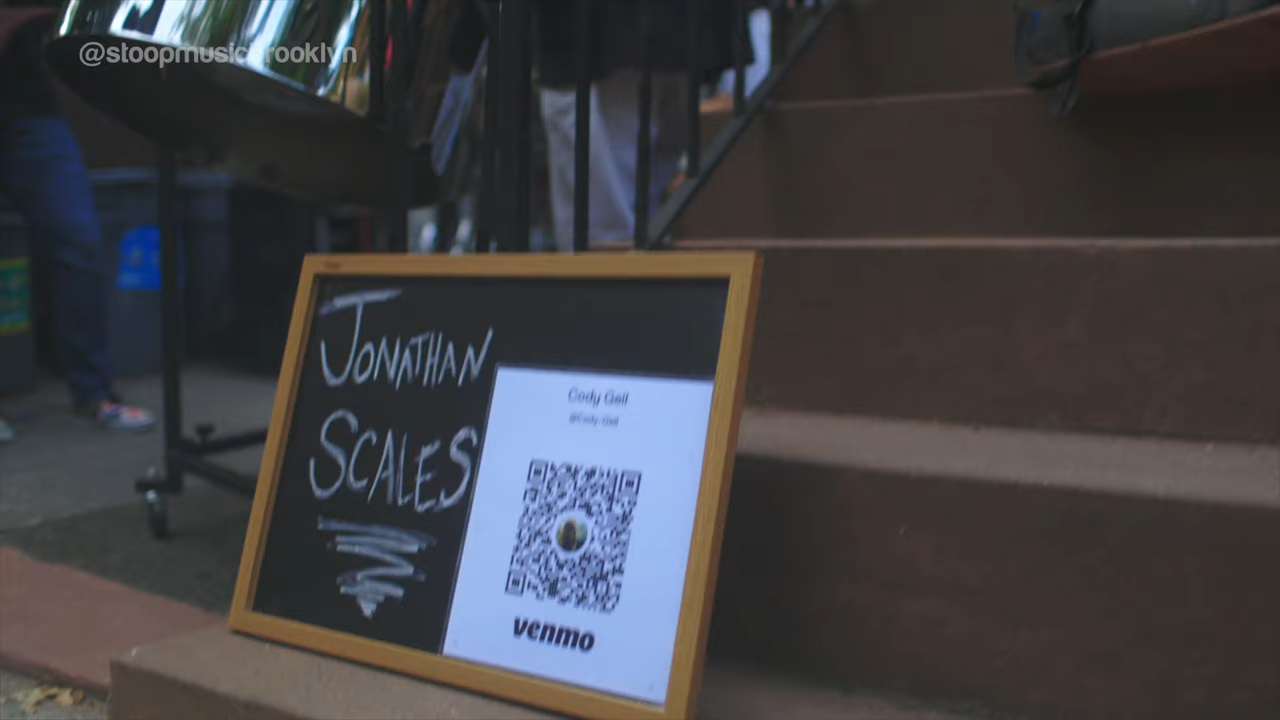 @stoopmusicbrooklyn
JONATHAN
SCALES
Cody Gell
@Cody-Gell
venmo